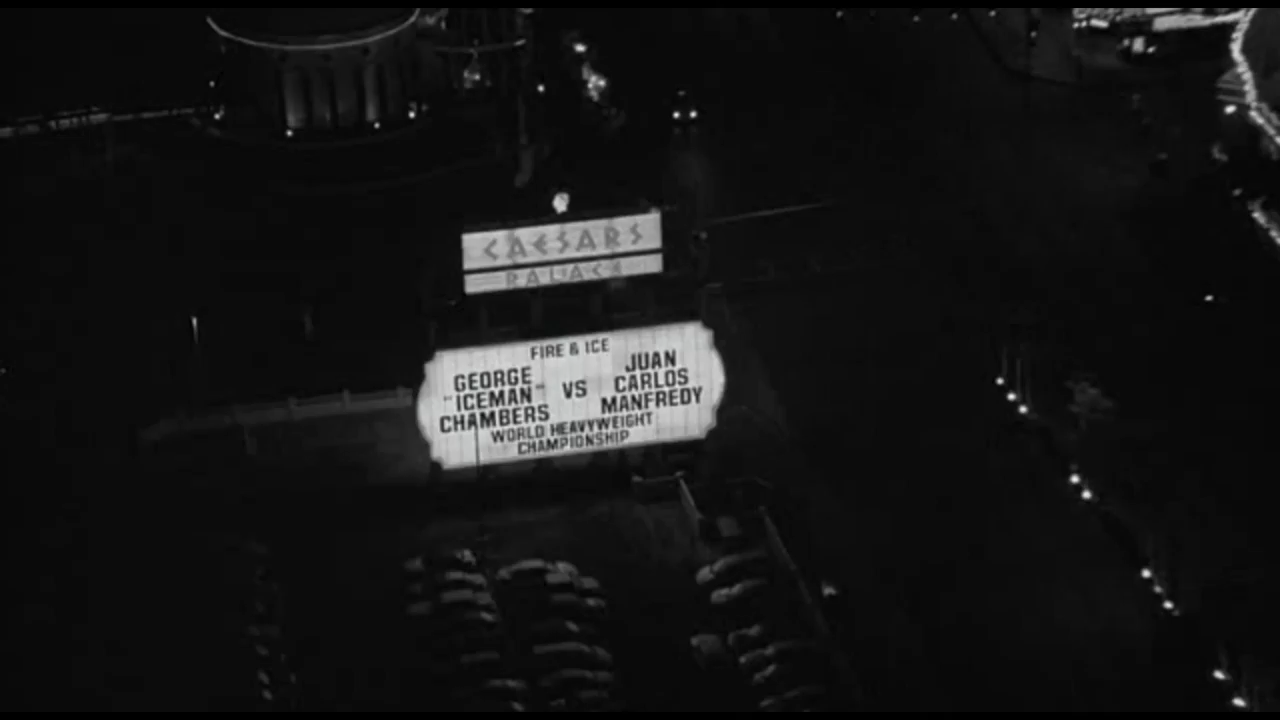 CAESARS
PALACE
FIRE & ICE
GEORGE
"ICEMAN"
CHAMBERS
VS
JUAN
CARLOS
MANFREDY
WORLD HEAVYWEIGHT
CHAMPIONSHIP